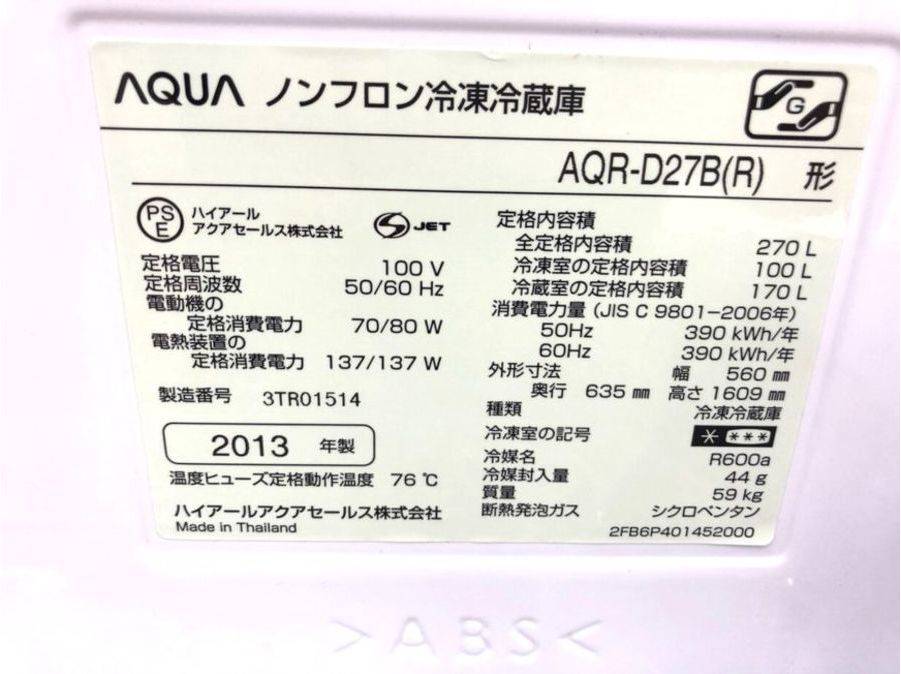 AQUA ノンフロン冷凍冷蔵庫
G
AQR-D27B(R) 形
PS
E
ハイアール
アクアセールス株式会社
S JET
定格電圧 100 V
定格周波数 50/60 Hz
電動機の
定格消費電力 70/80 W
電熱装置の
定格消費電力 137/137 W
製造番号 3TR01514
2013 年製
温度ヒューズ定格動作温度 76 ℃
ハイアールアクアセールス株式会社
Made in Thailand
定格内容積
全定格内容積 270 L
冷凍室の定格内容積 100 L
冷蔵室の定格内容積 170 L
消費電力量 (JIS C 9801-2006年)
50Hz 390 kWh/年
60Hz 390 kWh/年
外形寸法 幅 560 mm
奥行 635 mm 高さ 1609 mm
種類 冷凍冷蔵庫
冷凍室の記号 * ***
冷媒名 R600a
冷媒封入量 44 g
質量 59 kg
断熱発泡ガス シクロペンタン
2FB6P401452000
>ABS<